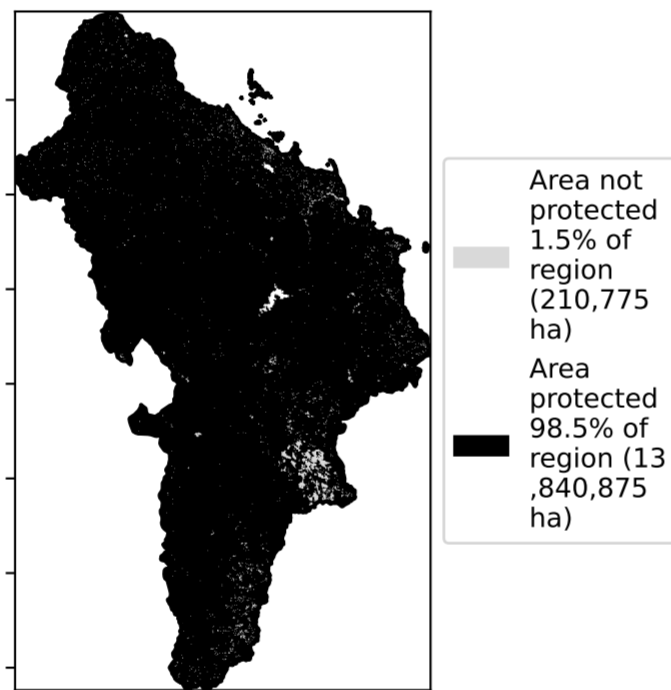 Area not
protected
1.5% of
region
(210,775
ha)
Area
protected
98.5% of
region (13
,840,875
ha)